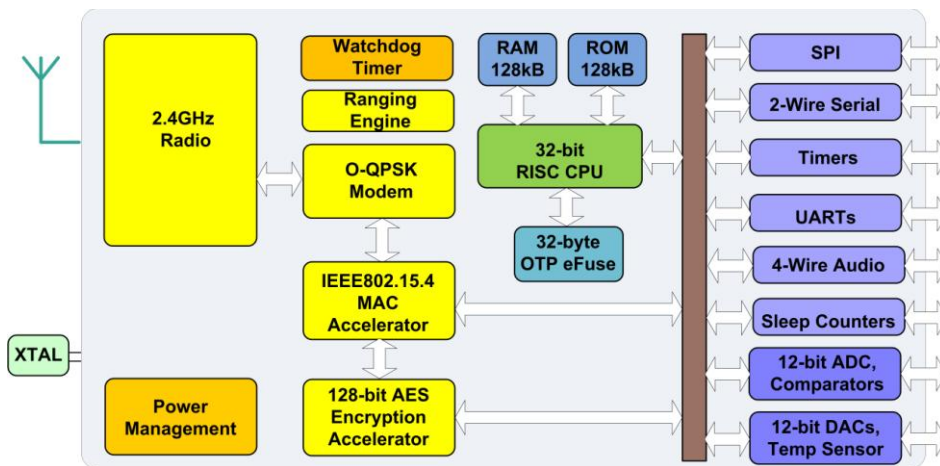 2.4GHz
Radio
Watchdog
Timer
Ranging
Engine
O-QPSK
Modem
IEEE802.15.4
MAC
Accelerator
128-bit AES
Encryption
Accelerator
XTAL
Power
Management
RAM
128kB
ROM
128kB
32-bit
RISC CPU
32-byte
OTP eFuse
SPI
2-Wire Serial
Timers
UARTs
4-Wire Audio
Sleep Counters
12-bit ADC,
Comparators
12-bit DACs,
Temp Sensor